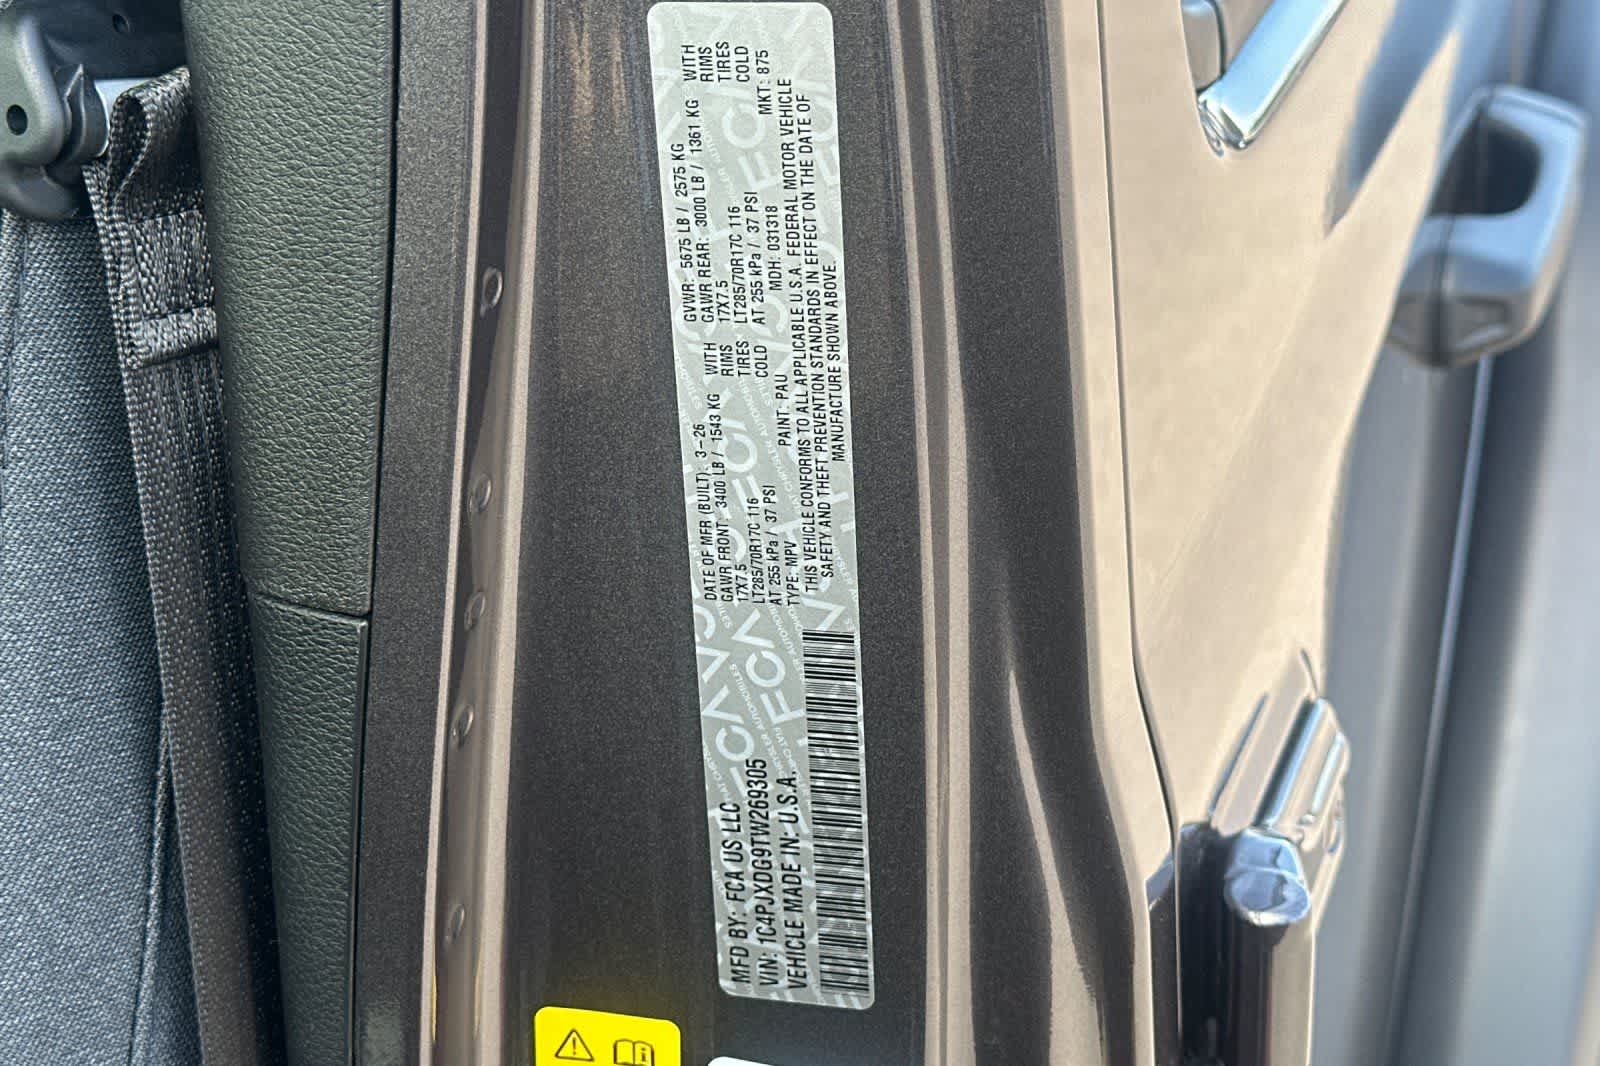 MFD BY: FCA US LLC
VIN: 1C4PJXDG9TW269305
VEHICLE MADE IN: U.S.A.
DATE OF MFR (BUILT): 3-26
GVWR: 5675 LB / 2575 KG
GAWR FRONT: 3400 LB / 1543 KG WITH
17X7.5 RIMS
LT285/70R17C 116 TIRES
AT 255 kPa / 37 PSI COLD
GAWR REAR: 3000 LB / 1361 KG WITH
17X7.5 RIMS
LT285/70R17C 116 TIRES
AT 255 kPa / 37 PSI COLD
TYPE: MPV PAINT: PAU MDH: 031318 MKT: 875
THIS VEHICLE CONFORMS TO ALL APPLICABLE U.S.A. FEDERAL MOTOR VEHICLE
SAFETY AND THEFT PREVENTION STANDARDS IN EFFECT ON THE DATE OF
MANUFACTURE SHOWN ABOVE.